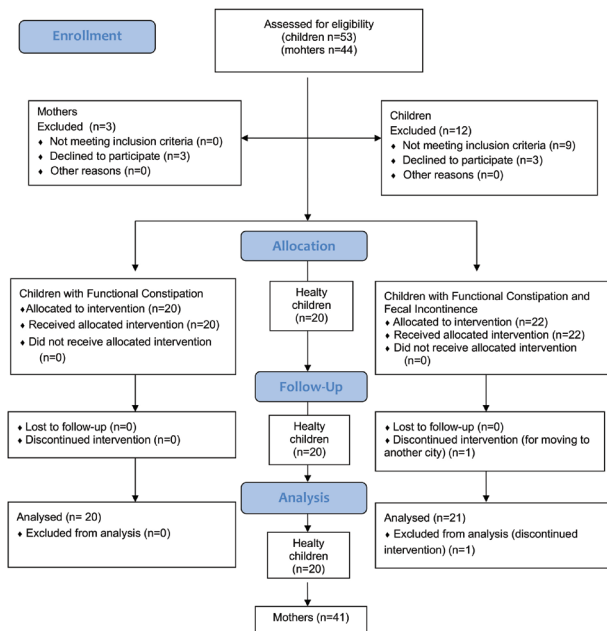 Enrollment
Assessed for eligibility
(children n=53)
(mohters n=44)
Mothers
Excluded (n=3)
♦ Not meeting inclusion criteria (n=0)
♦ Declined to participate (n=3)
♦ Other reasons (n=0)
Children
Excluded (n=12)
♦ Not meeting inclusion criteria (n=9)
♦ Declined to participate (n=3)
♦ Other reasons (n=0)
Allocation
Children with Functional Constipation
♦Allocated to intervention (n=20)
♦ Received allocated intervention (n=20)
♦ Did not receive allocated intervention
(n=0)
Healty
children
(n=20)
Children with Functional Constipation and
Fecal Incontinence
♦ Allocated to intervention (n=22)
♦ Received allocated intervention (n=22)
♦ Did not receive allocated intervention
(n=0)
Follow-Up
♦ Lost to follow-up (n=0)
♦ Discontinued intervention (n=0)
Healty
children
(n=20)
♦ Lost to follow-up (n=0)
♦ Discontinued intervention (for moving to
another city) (n=1)
Analysis
Analysed (n= 20)
♦ Excluded from analysis (n=0)
Healty
children
(n=20)
Analysed (n=21)
♦ Excluded from analysis (discontinued
intervention) (n=1)
Mothers (n=41)